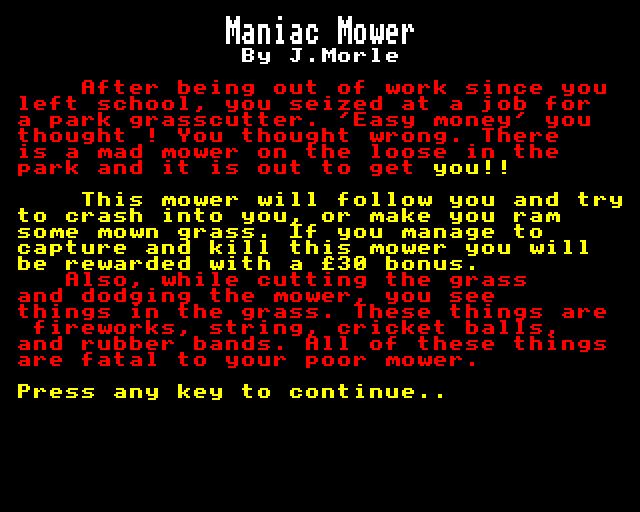 Maniac Mower
By J.Morle
After being out of work since you
left school, you seized at a job for
a park grasscutter. 'Easy money' you
thought ! You thought wrong. There
is a mad mower on the loose in the
park and it is out to get you!!
This mower will follow you and try
to crash into you, or make you ram
some mown grass. If you manage to
capture and kill this mower you will
be rewarded with a £30 bonus.
Also, while cutting the grass
and dodging the mower, you see
things in the grass. These things are
fireworks, string, cricket balls,
and rubber bands. All of these things
are fatal to your poor mower.
Press any key to continue..